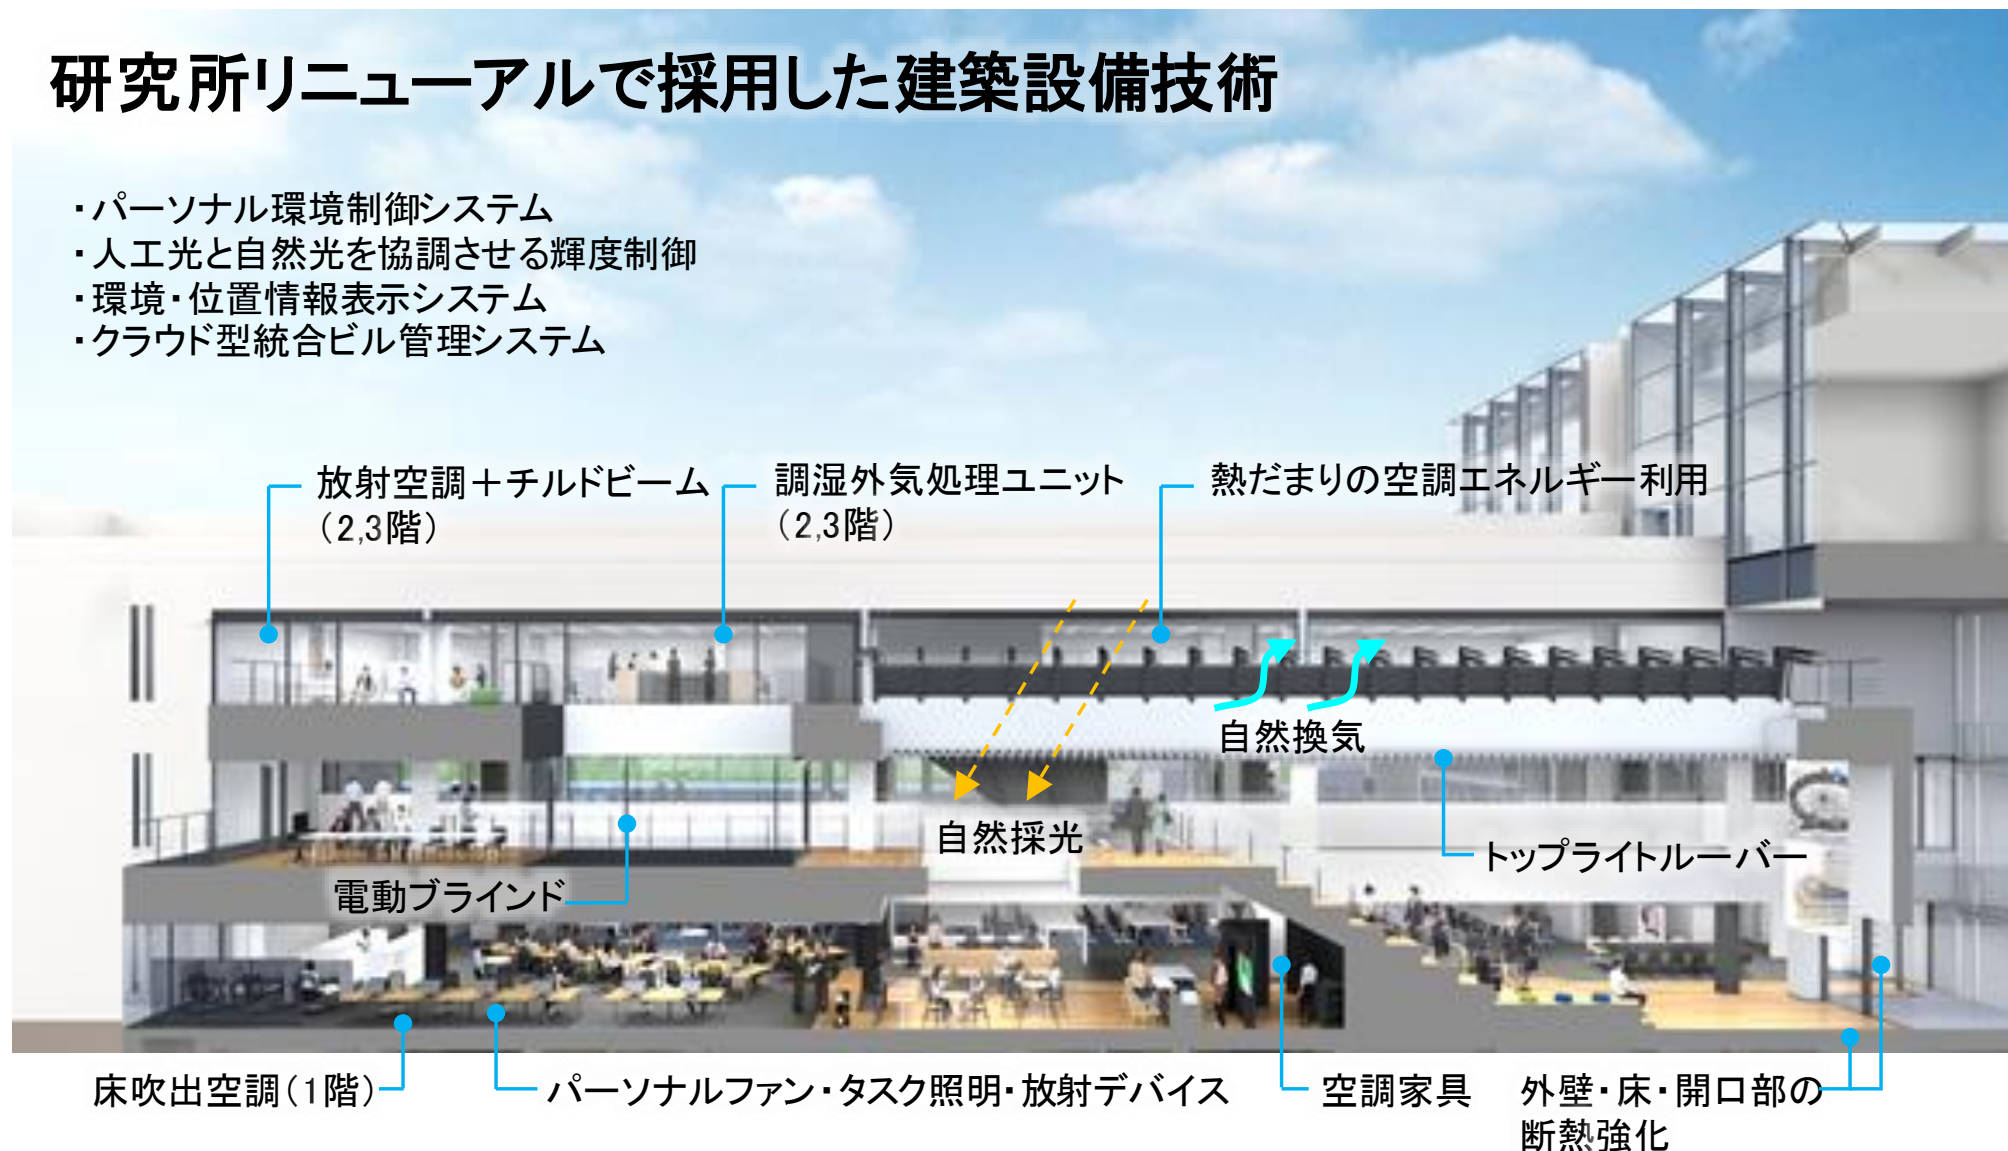 研究所リニューアルで採用した建築設備技術
・パーソナル環境制御システム
・人工光と自然光を協調させる輝度制御
・環境・位置情報表示システム
・クラウド型統合ビル管理システム
放射空調＋チルドビーム
（2,3階）
調湿外気処理ユニット
（2,3階）
熱だまりの空調エネルギー利用
自然換気
自然採光
トップライトルーバー
電動ブラインド
床吹出空調（1階）
パーソナルファン・タスク照明・放射デバイス
空調家具
外壁・床・開口部の
断熱強化